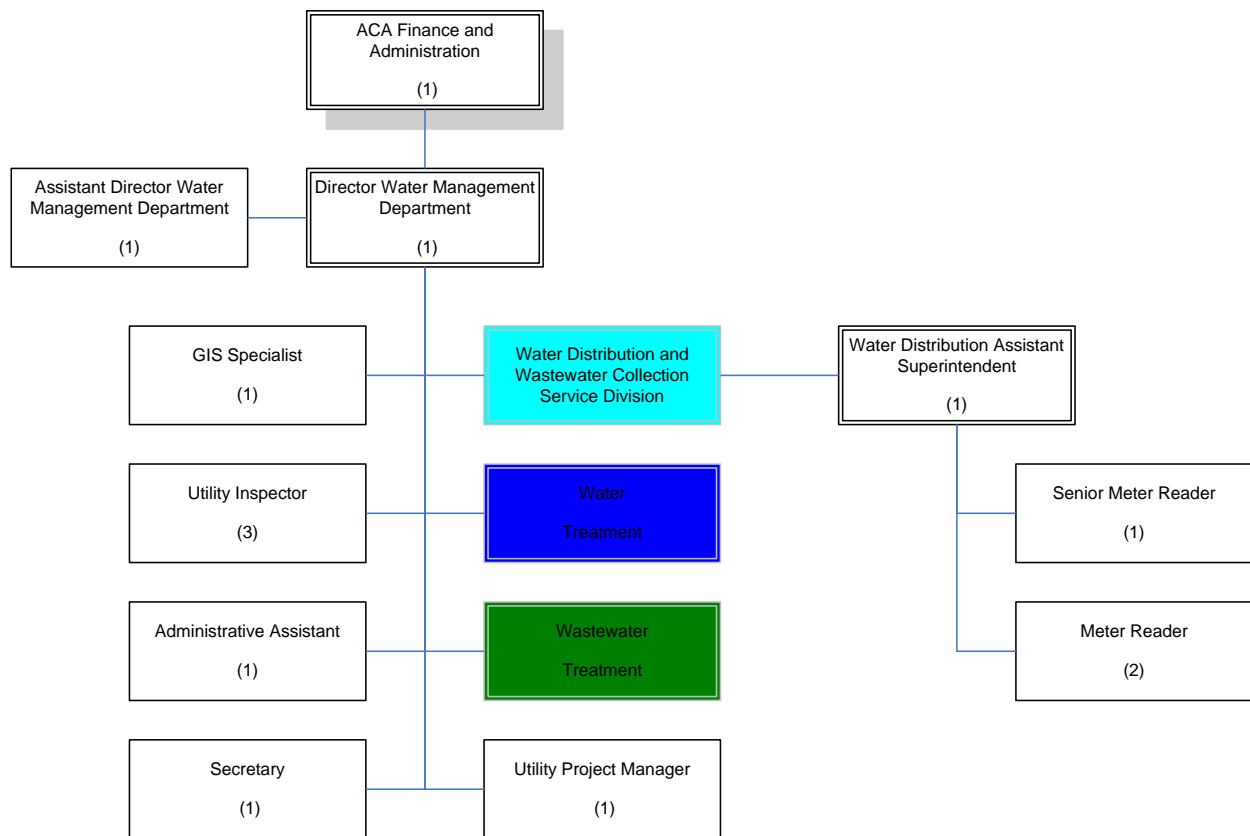 ACA Finance and
Administration
(1)
Assistant Director Water
Management Department
(1)
Director Water Management
Department
(1)
GIS Specialist
(1)
Water Distribution and
Wastewater Collection
Service Division
Water Distribution Assistant
Superintendent
(1)
Utility Inspector
(3)
Water
Treatment
Senior Meter Reader
(1)
Administrative Assistant
(1)
Wastewater
Treatment
Meter Reader
(2)
Secretary
(1)
Utility Project Manager
(1)